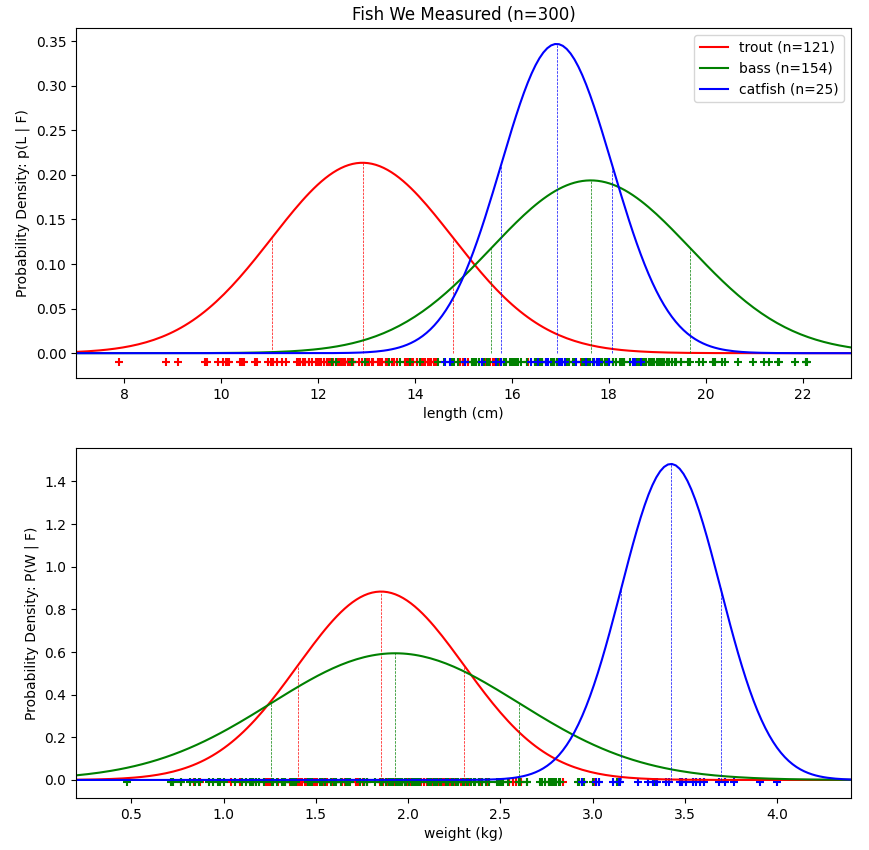 Fish We Measured (n=300)
Probability Density: p(L | F)
0.35
0.30
0.25
0.20
0.15
0.10
0.05
0.00
trout (n=121)
bass (n=154)
catfish (n=25)
8 10 12 14 16 18 20 22
length (cm)
Probability Density: P(W | F)
1.4
1.2
1.0
0.8
0.6
0.4
0.2
0.0
0.5 1.0 1.5 2.0 2.5 3.0 3.5 4.0
weight (kg)